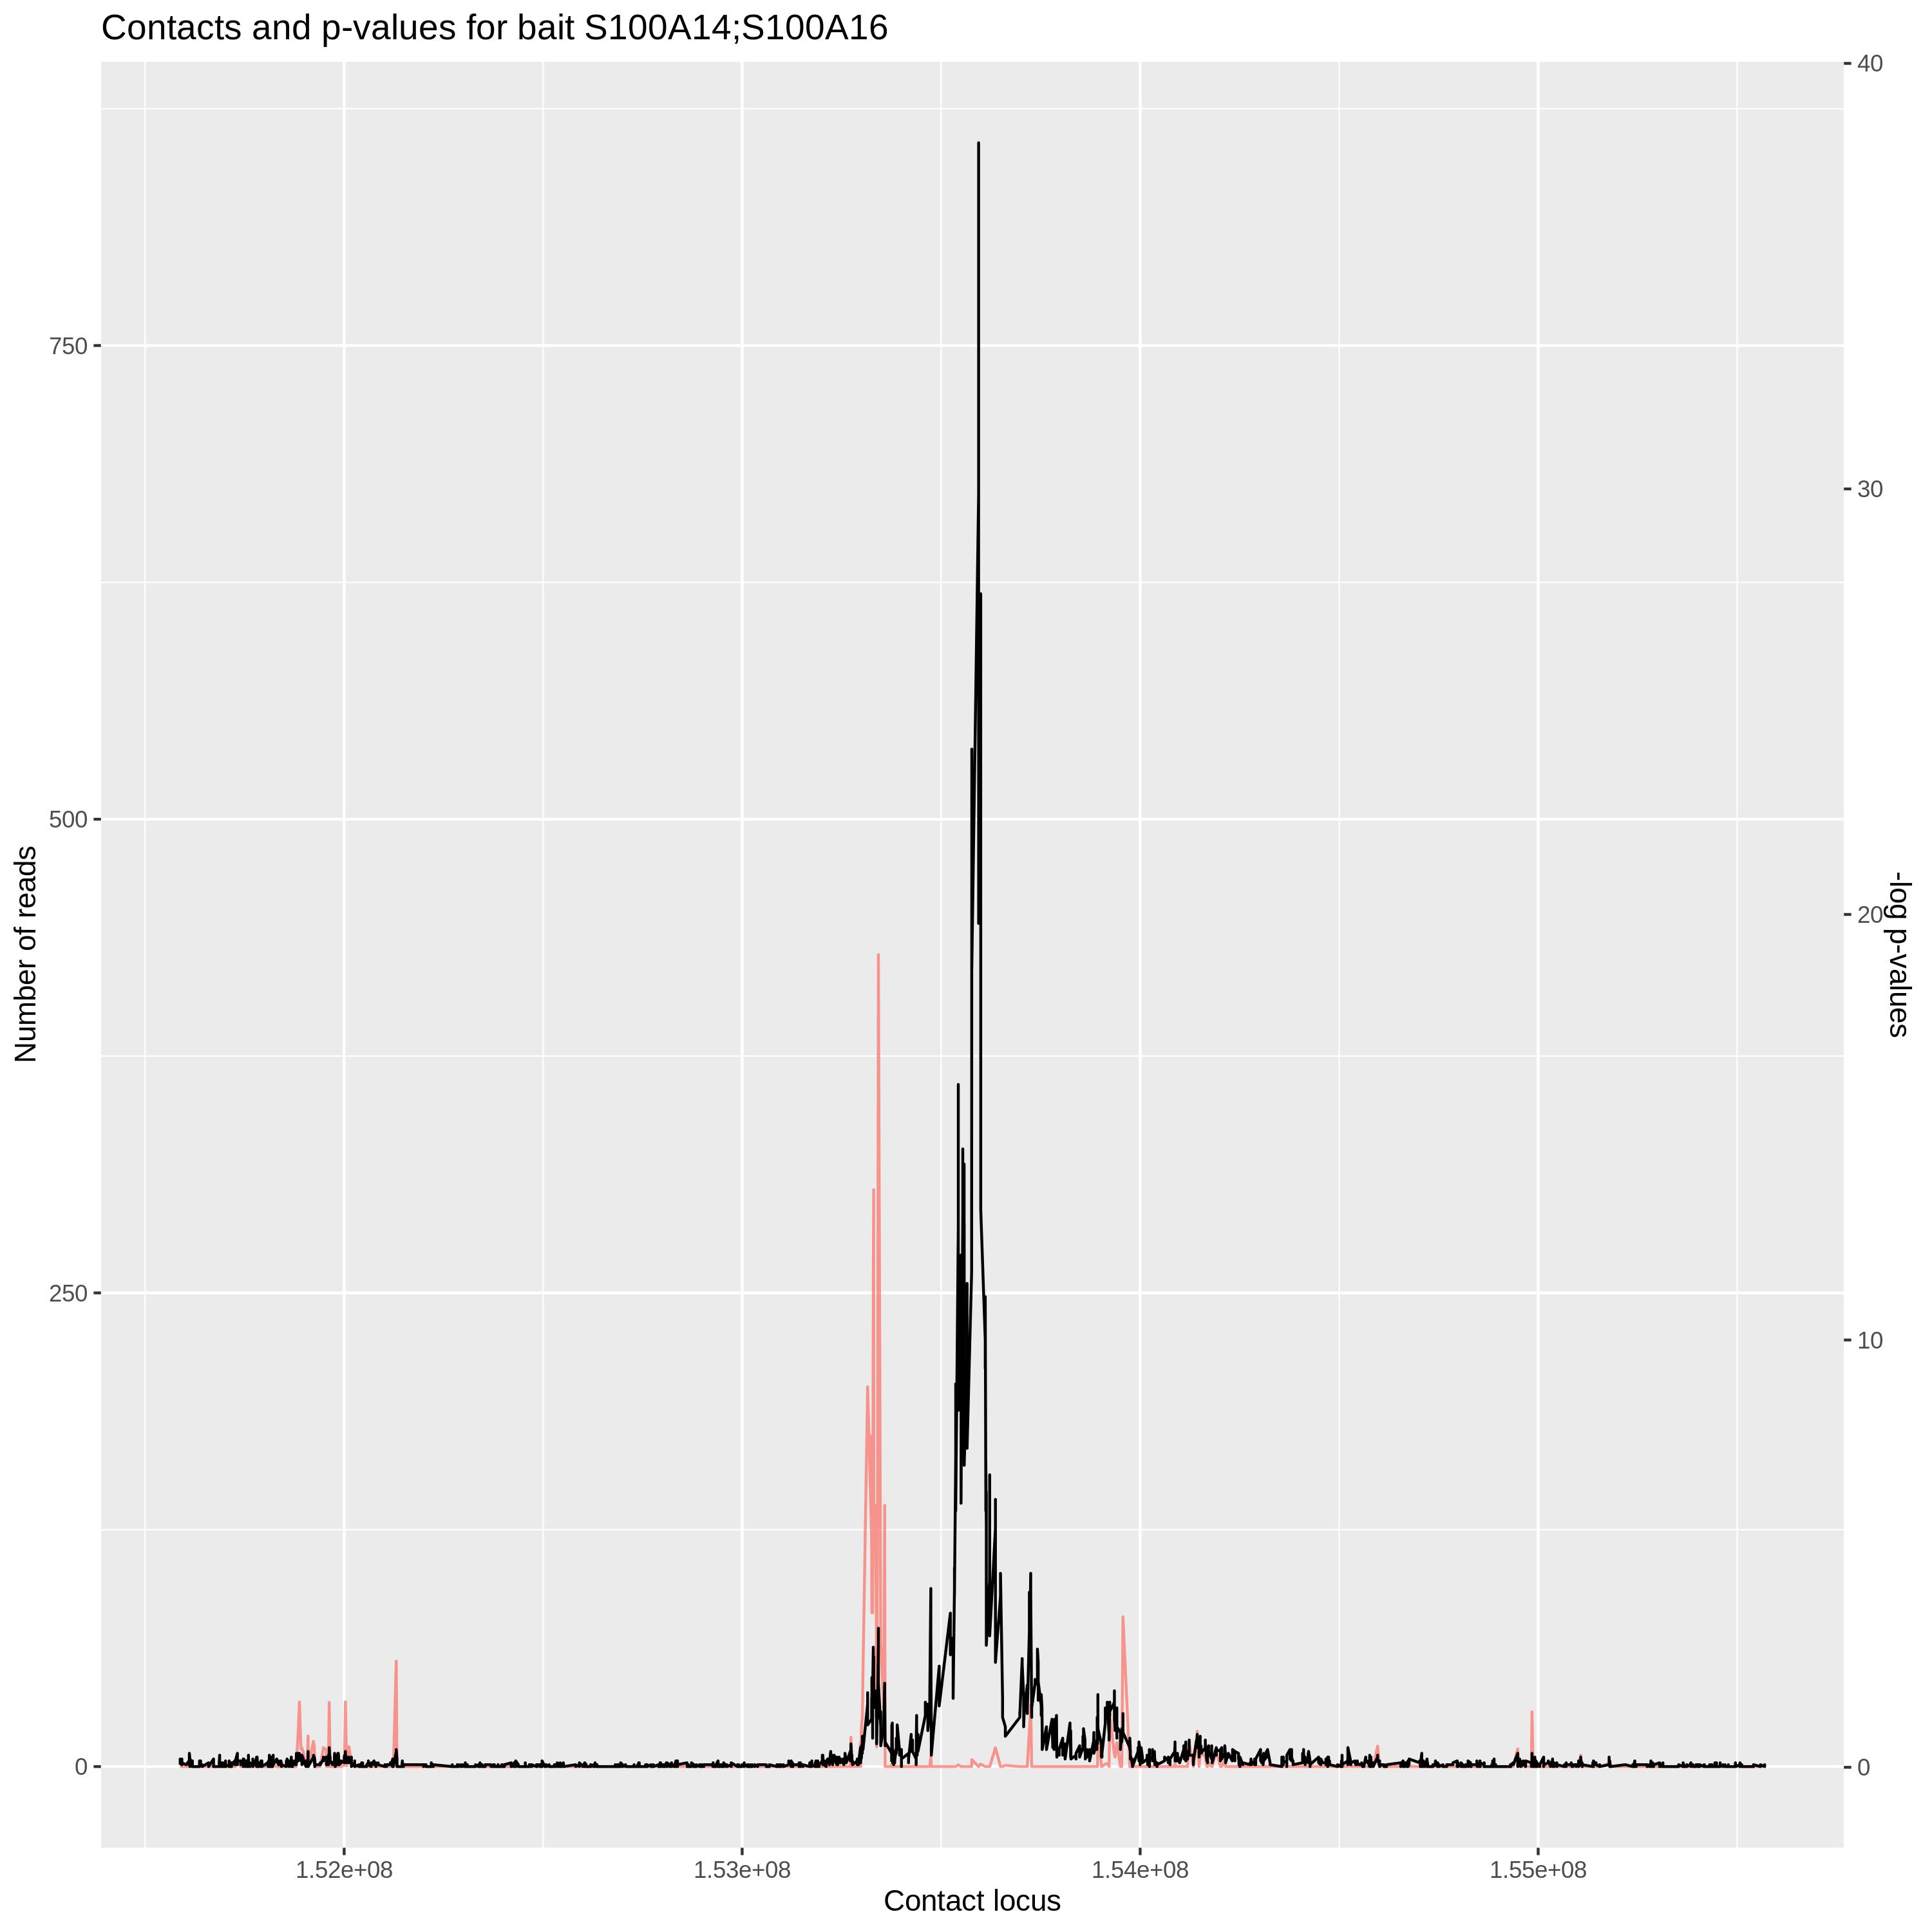 Contacts and p-values for bait S100A14;S100A16
40
750
30
500
20
Number of reads
-log p-values
250
10
0
0
1.52e+08
1.53e+08
1.54e+08
1.55e+08
Contact locus